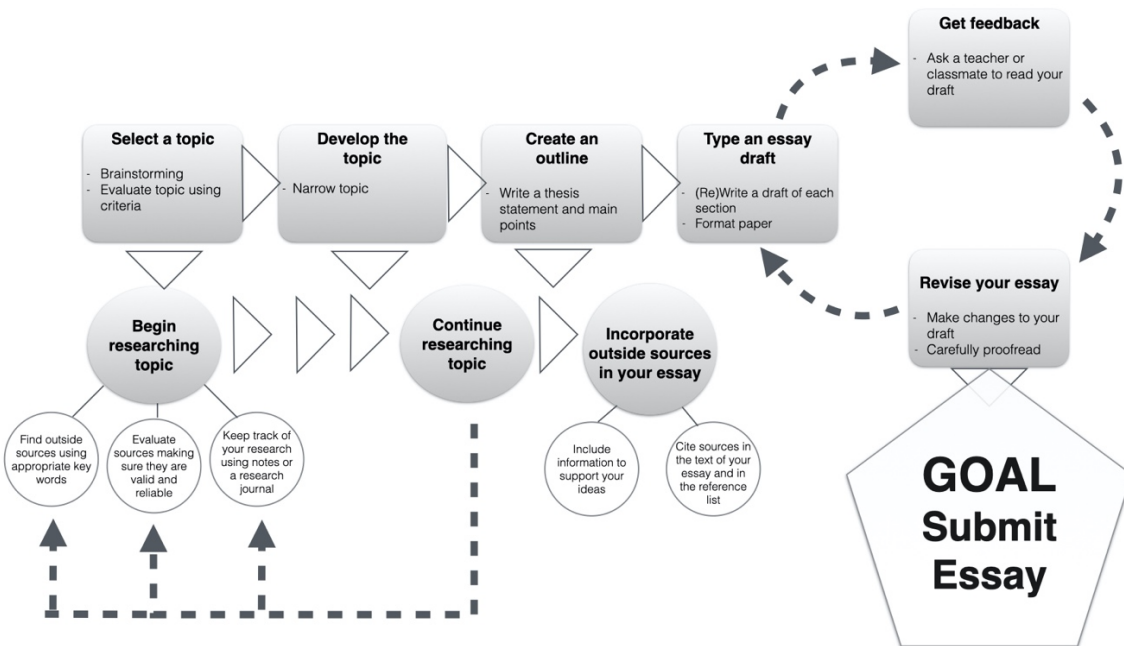 Get feedback
- Ask a teacher or
classmate to read your
draft
Select a topic
- Brainstorming
- Evaluate topic using
criteria
Develop the
topic
- Narrow topic
Create an
outline
- Write a thesis
statement and main
points
Type an essay
draft
- (Re)Write a draft of each
section
- Format paper
Revise your essay
- Make changes to your
draft
- Carefully proofread
Begin
researching
topic
Continue
researching
topic
Incorporate
outside sources
in your essay
Find outside
sources using
appropriate key
words
Evaluate
sources making
sure they are
valid and
reliable
Keep track of
your research
using notes or
a research
journal
Include
information to
support your
ideas
Cite sources in
the text of your
essay and in
the reference
list
GOAL
Submit
Essay